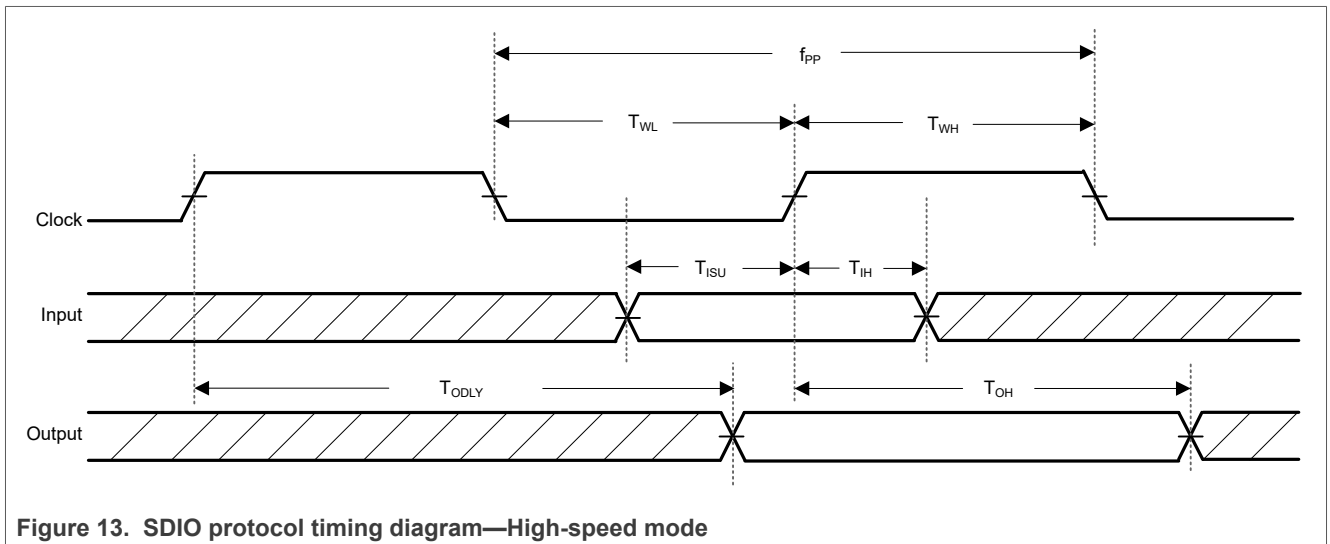 fPP
TWL TWH
Clock
TISU TIH
Input
TODLY TOH
Output
Figure 13. SDIO protocol timing diagram—High-speed mode